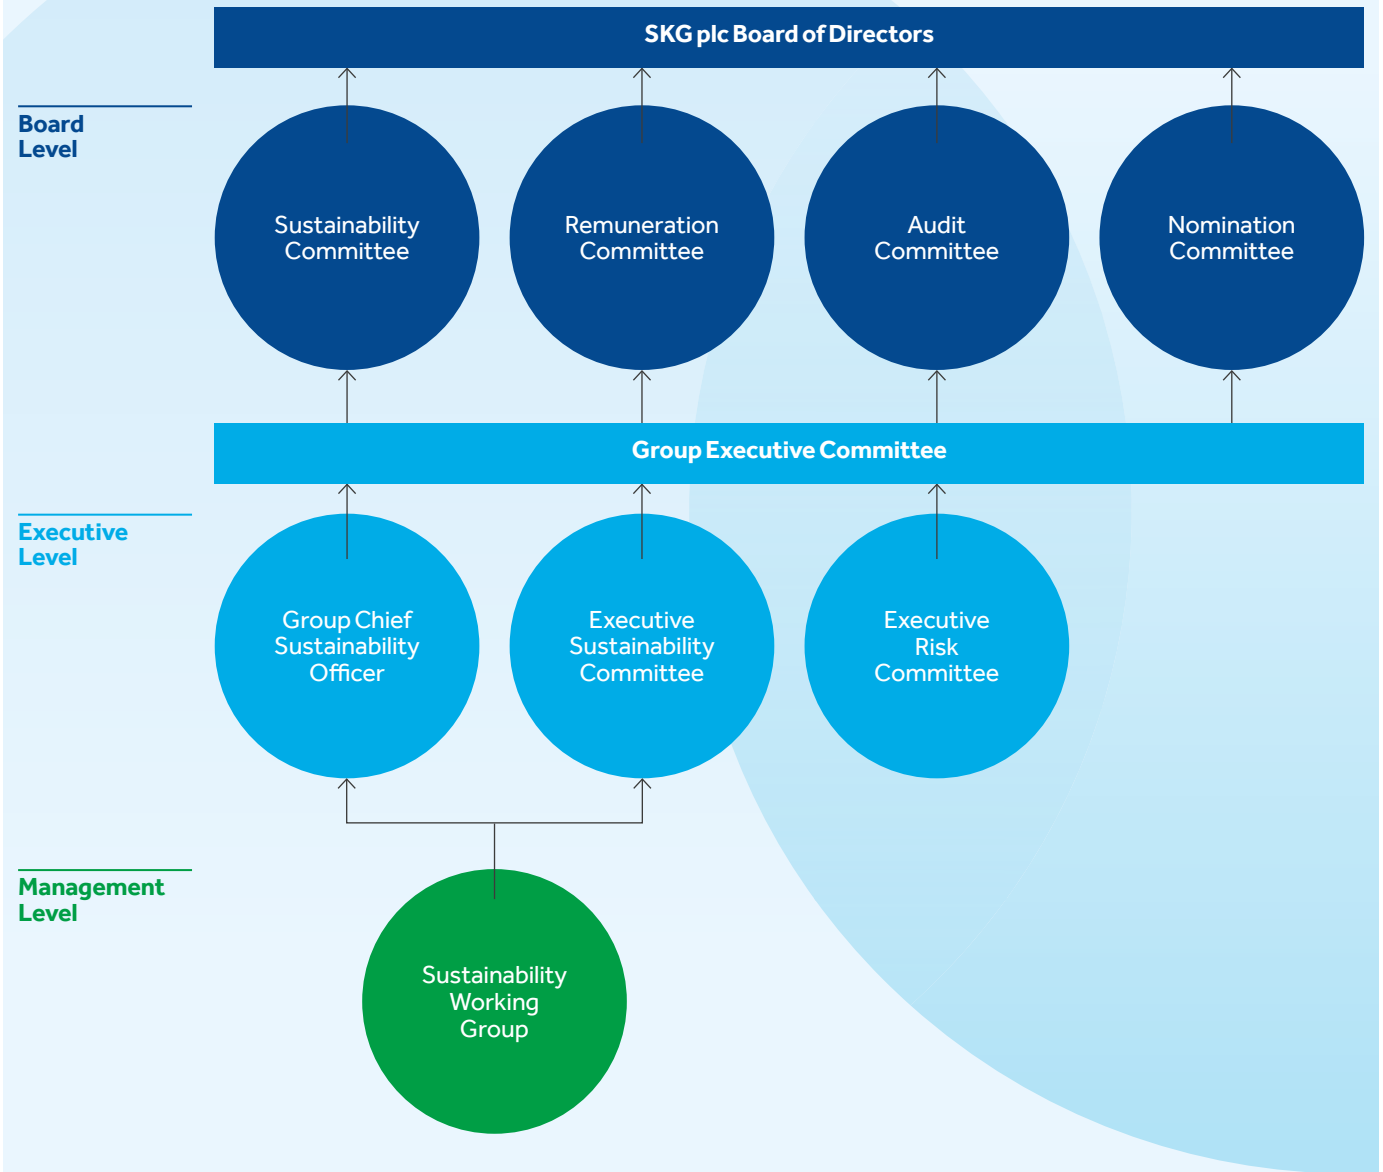 SKG plc Board of Directors
Board
Level
Sustainability
Committee
Remuneration
Committee
Audit
Committee
Nomination
Committee
Group Executive Committee
Executive
Level
Group Chief
Sustainability
Officer
Executive
Sustainability
Committee
Executive
Risk
Committee
Management
Level
Sustainability
Working
Group